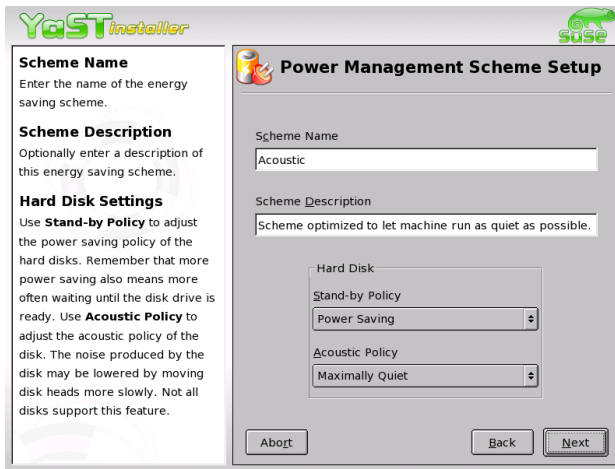 YaST installer
SuSE
Scheme Name
Enter the name of the energy
saving scheme.
Scheme Description
Optionally enter a description of
this energy saving scheme.
Hard Disk Settings
Use Stand-by Policy to adjust
the power saving policy of the
hard disks. Remember that more
power saving also means more
often waiting until the disk drive is
ready. Use Acoustic Policy to
adjust the acoustic policy of the
disk. The noise produced by the
disk may be lowered by moving
disk heads more slowly. Not all
disks support this feature.
Power Management Scheme Setup
Scheme Name
Acoustic
Scheme Description
Scheme optimized to let machine run as quiet as possible.
Hard Disk
Stand-by Policy
Power Saving
Acoustic Policy
Maximally Quiet
Abort
Back
Next